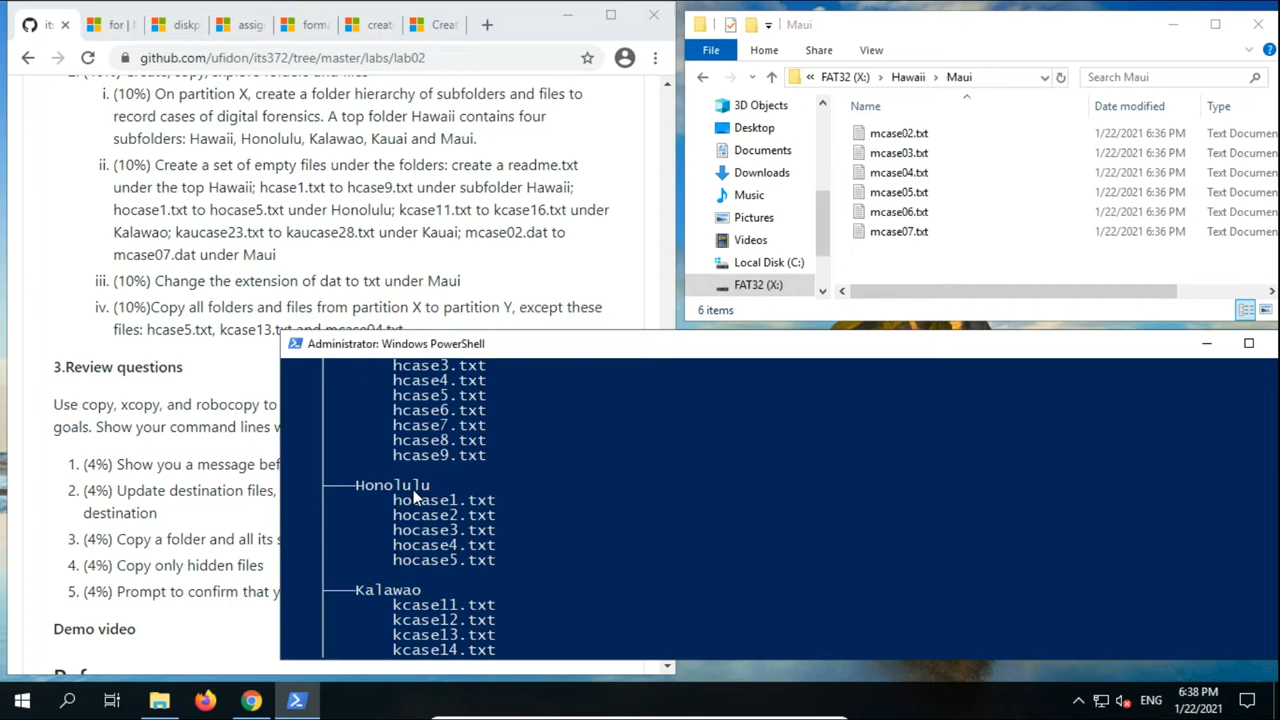 its
for |
diskp
assig
forma
create
Creat
github.com/ufidon/its372/tree/master/labs/lab02
i. (10%) On partition X, create a folder hierarchy of subfolders and files to
record cases of digital forensics. A top folder Hawaii contains four
subfolders: Hawaii, Honolulu, Kalawao, Kauai and Maui.
ii. (10%) Create a set of empty files under the folders: create a readme.txt
under the top Hawaii; hcase1.txt to hcase9.txt under subfolder Hawaii;
hocase1.txt to hocase5.txt under Honolulu; kcase11.txt to kcase16.txt under
Kalawao; kaucase23.txt to kaucase28.txt under Kauai; mcase02.dat to
mcase07.dat under Maui
iii. (10%) Change the extension of dat to txt under Maui
iv. (10%)Copy all folders and files from partition X to partition Y, except these
files: hcase5.txt, kcase13.txt and mcase04.txt
3.Review questions
Use copy, xcopy, and robocopy to
goals. Show your command lines w
1. (4%) Show you a message bef
2. (4%) Update destination files,
destination
3. (4%) Copy a folder and all its s
4. (4%) Copy only hidden files
5. (4%) Prompt to confirm that y
Demo video
Maui
File
Home
Share
View
« FAT32 (X:) > Hawaii > Maui
Search Maui
3D Objects
Desktop
Documents
Downloads
Music
Pictures
Videos
Local Disk (C:)
FAT32 (X:)
Name Date modified Type
mcase02.txt 1/22/2021 6:36 PM Text Documen
mcase03.txt 1/22/2021 6:36 PM Text Documen
mcase04.txt 1/22/2021 6:36 PM Text Documen
mcase05.txt 1/22/2021 6:36 PM Text Documen
mcase06.txt 1/22/2021 6:36 PM Text Documen
mcase07.txt 1/22/2021 6:36 PM Text Documen
6 items
Administrator: Windows PowerShell
hcase3.txt
hcase4.txt
hcase5.txt
hcase6.txt
hcase7.txt
hcase8.txt
hcase9.txt
Honolulu
hocase1.txt
hocase2.txt
hocase3.txt
hocase4.txt
hocase5.txt
Kalawao
kcase11.txt
kcase12.txt
kcase13.txt
kcase14.txt
ENG
6:38 PM
1/22/2021